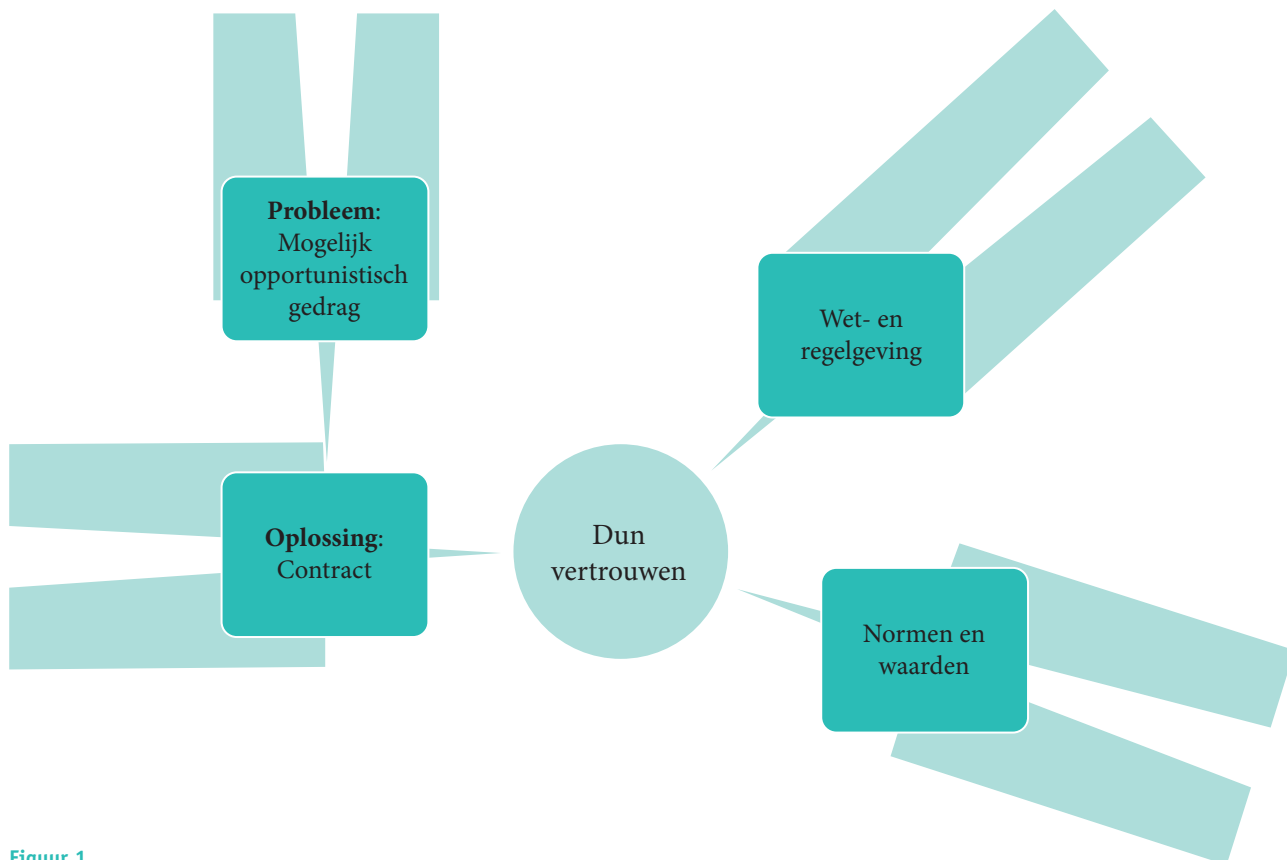 Probleem:
Mogelijk
opportunistisch
gedrag
Wet- en
regelgeving
Oplossing:
Contract
Dun
vertrouwen
Normen en
waarden
Figuur 1